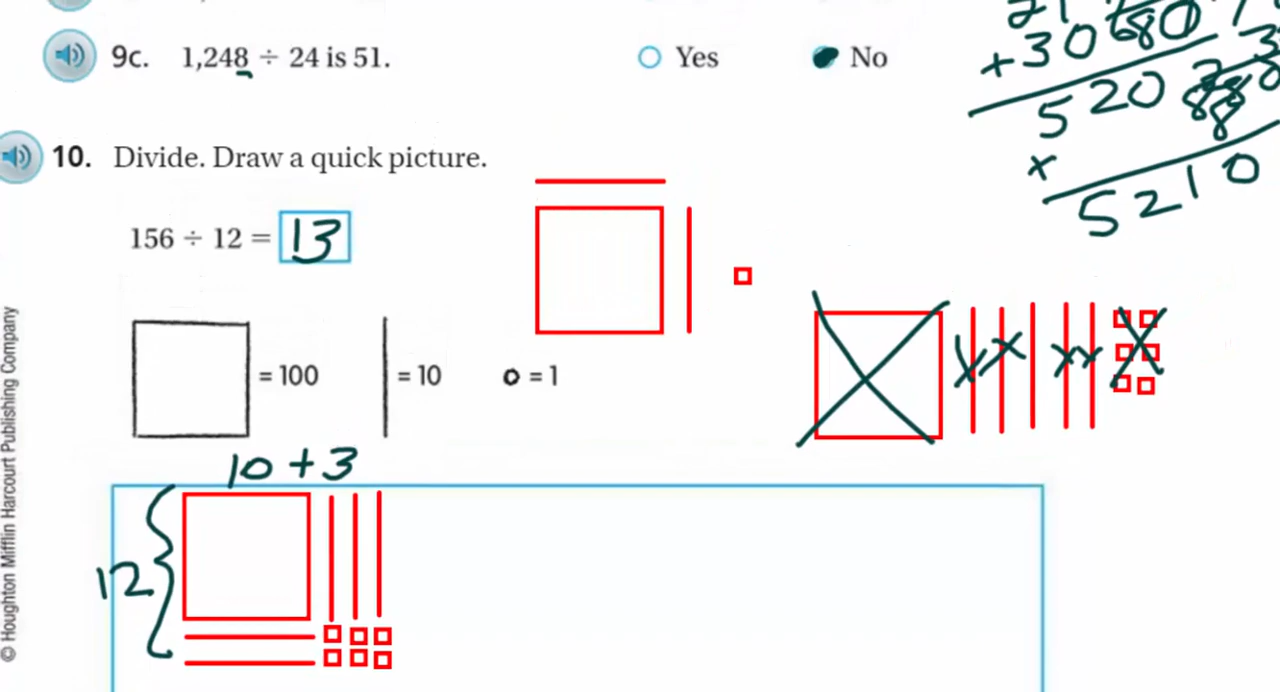 9c. 1,248 ÷ 24 is 51.
Yes
No
+30
680
520
5210
10. Divide. Draw a quick picture.
156 ÷ 12 = 13
= 100
= 10
o = 1
10 + 3
12
© Houghton Mifflin Harcourt Publishing Company